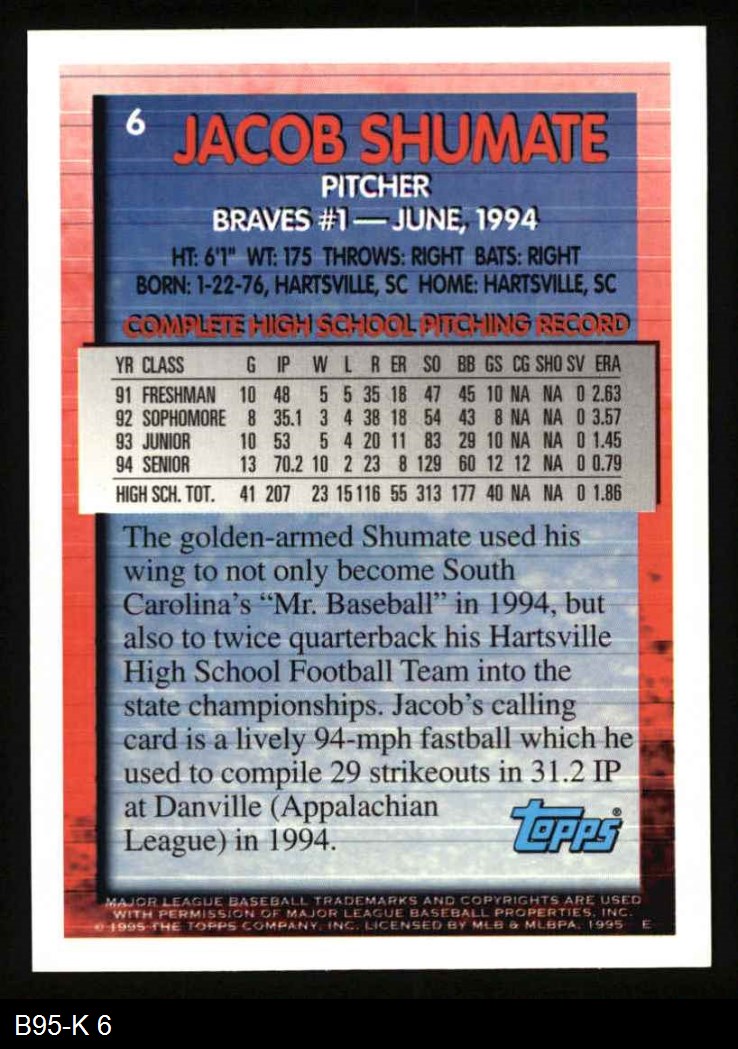 6
JACOB SHUMATE
PITCHER
BRAVES #1 — JUNE, 1994
HT: 6'1" WT: 175 THROWS: RIGHT BATS: RIGHT
BORN: 1-22-76, HARTSVILLE, SC HOME: HARTSVILLE, SC
COMPLETE HIGH SCHOOL PITCHING RECORD
YR CLASS G IP W L R ER SO BB GS CG SHO SV ERA
91 FRESHMAN 10 48 5 5 35 18 47 45 10 NA NA 0 2.63
92 SOPHOMORE 8 35.1 3 4 38 18 54 43 8 NA NA 0 3.57
93 JUNIOR 10 53 5 4 20 11 83 29 10 NA NA 0 1.45
94 SENIOR 13 70.2 10 2 23 8 129 60 12 12 NA 0 0.79
HIGH SCH. TOT. 41 207 23 15 116 55 313 177 40 NA NA 0 1.86
The golden-armed Shumate used his
wing to not only become South
Carolina's “Mr. Baseball” in 1994, but
also to twice quarterback his Hartsville
High School Football Team into the
state championships. Jacob's calling
card is a lively 94-mph fastball which he
used to compile 29 strikeouts in 31.2 IP
at Danville (Appalachian
League) in 1994.
TOPPS®
MAJOR LEAGUE BASEBALL TRADEMARKS AND COPYRIGHTS ARE USED
WITH PERMISSION OF MAJOR LEAGUE BASEBALL PROPERTIES, INC.
© 1995 THE TOPPS COMPANY, INC. LICENSED BY MLB & MLBPA, 1995 E
B95-K 6